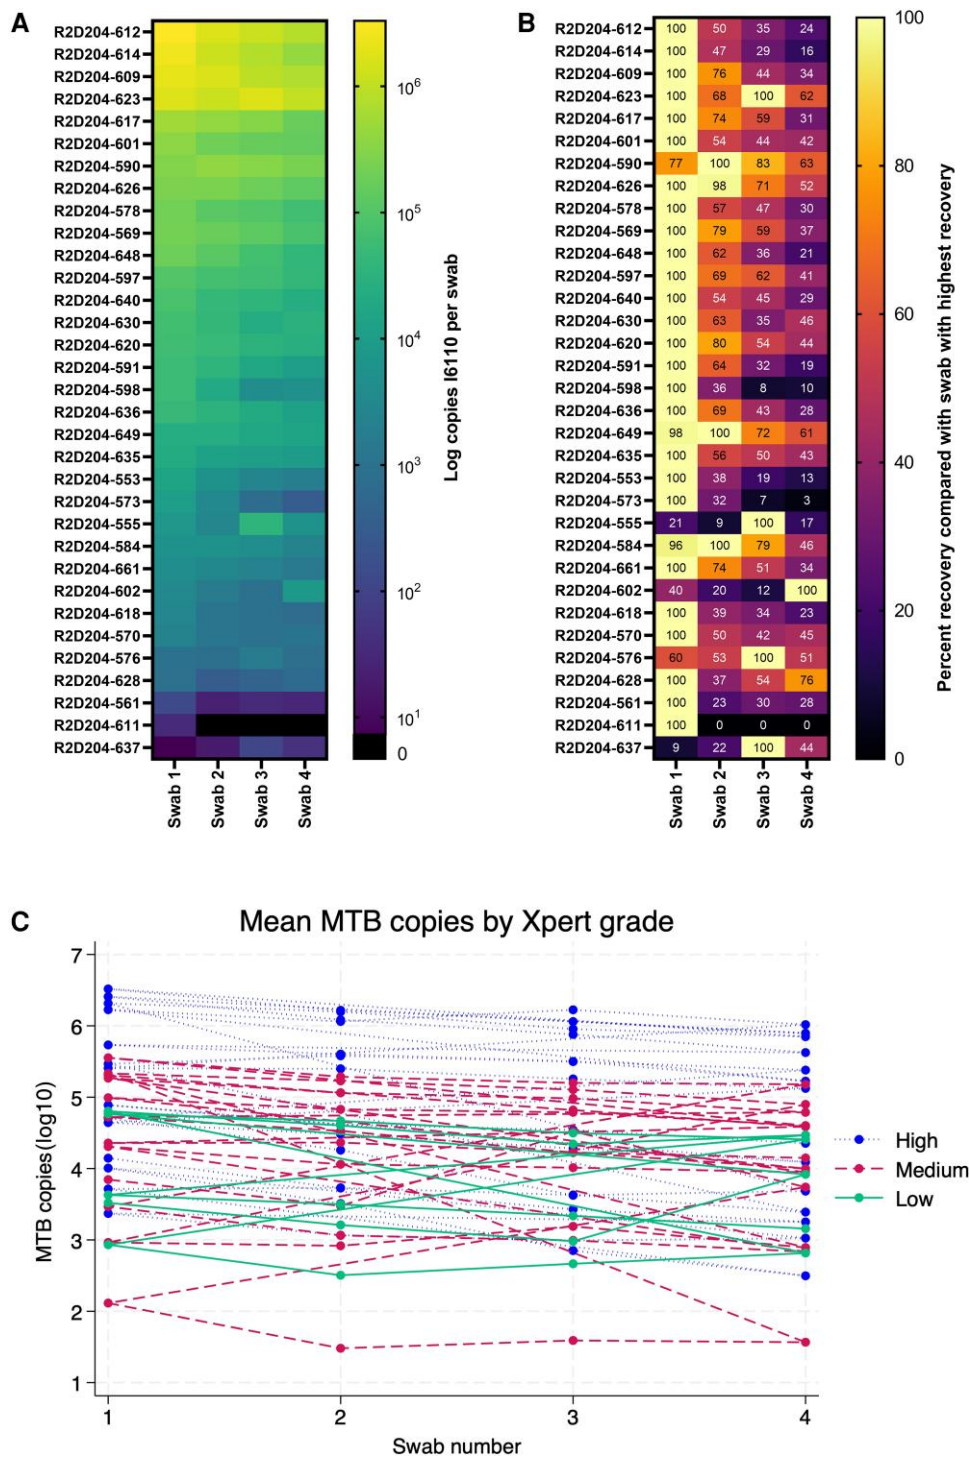 A
R2D204-612
R2D204-614
R2D204-609
R2D204-623
R2D204-617
R2D204-601
R2D204-590
R2D204-626
R2D204-578
R2D204-569
R2D204-648
R2D204-597
R2D204-640
R2D204-630
R2D204-620
R2D204-591
R2D204-598
R2D204-636
R2D204-649
R2D204-635
R2D204-553
R2D204-573
R2D204-555
R2D204-584
R2D204-661
R2D204-602
R2D204-618
R2D204-570
R2D204-576
R2D204-628
R2D204-561
R2D204-611
R2D204-637
Swab 1
Swab 2
Swab 3
Swab 4
10⁶
10⁵
10⁴
10³
10²
10¹
0
Log copies I6110 per swab
B
R2D204-612 100 50 35 24
R2D204-614 100 47 29 16
R2D204-609 100 76 44 34
R2D204-623 100 68 100 62
R2D204-617 100 74 59 31
R2D204-601 100 54 44 42
R2D204-590 77 100 83 63
R2D204-626 100 98 71 52
R2D204-578 100 57 47 30
R2D204-569 100 79 59 37
R2D204-648 100 62 36 21
R2D204-597 100 69 62 41
R2D204-640 100 54 45 29
R2D204-630 100 63 35 46
R2D204-620 100 80 54 44
R2D204-591 100 64 32 19
R2D204-598 100 36 8 10
R2D204-636 100 69 43 28
R2D204-649 98 100 72 61
R2D204-635 100 56 50 43
R2D204-553 100 38 19 13
R2D204-573 100 32 7 3
R2D204-555 21 9 100 17
R2D204-584 96 100 79 46
R2D204-661 100 74 51 34
R2D204-602 40 20 12 100
R2D204-618 100 39 34 23
R2D204-570 100 50 42 45
R2D204-576 60 53 100 51
R2D204-628 100 37 54 76
R2D204-561 100 23 30 28
R2D204-611 100 0 0 0
R2D204-637 9 22 100 44
Swab 1
Swab 2
Swab 3
Swab 4
100
80
60
40
20
0
Percent recovery compared with swab with highest recovery
C
Mean MTB copies by Xpert grade
MTB copies(log10)
7
6
5
4
3
2
1
1 2 3 4
Swab number
High
Medium
Low